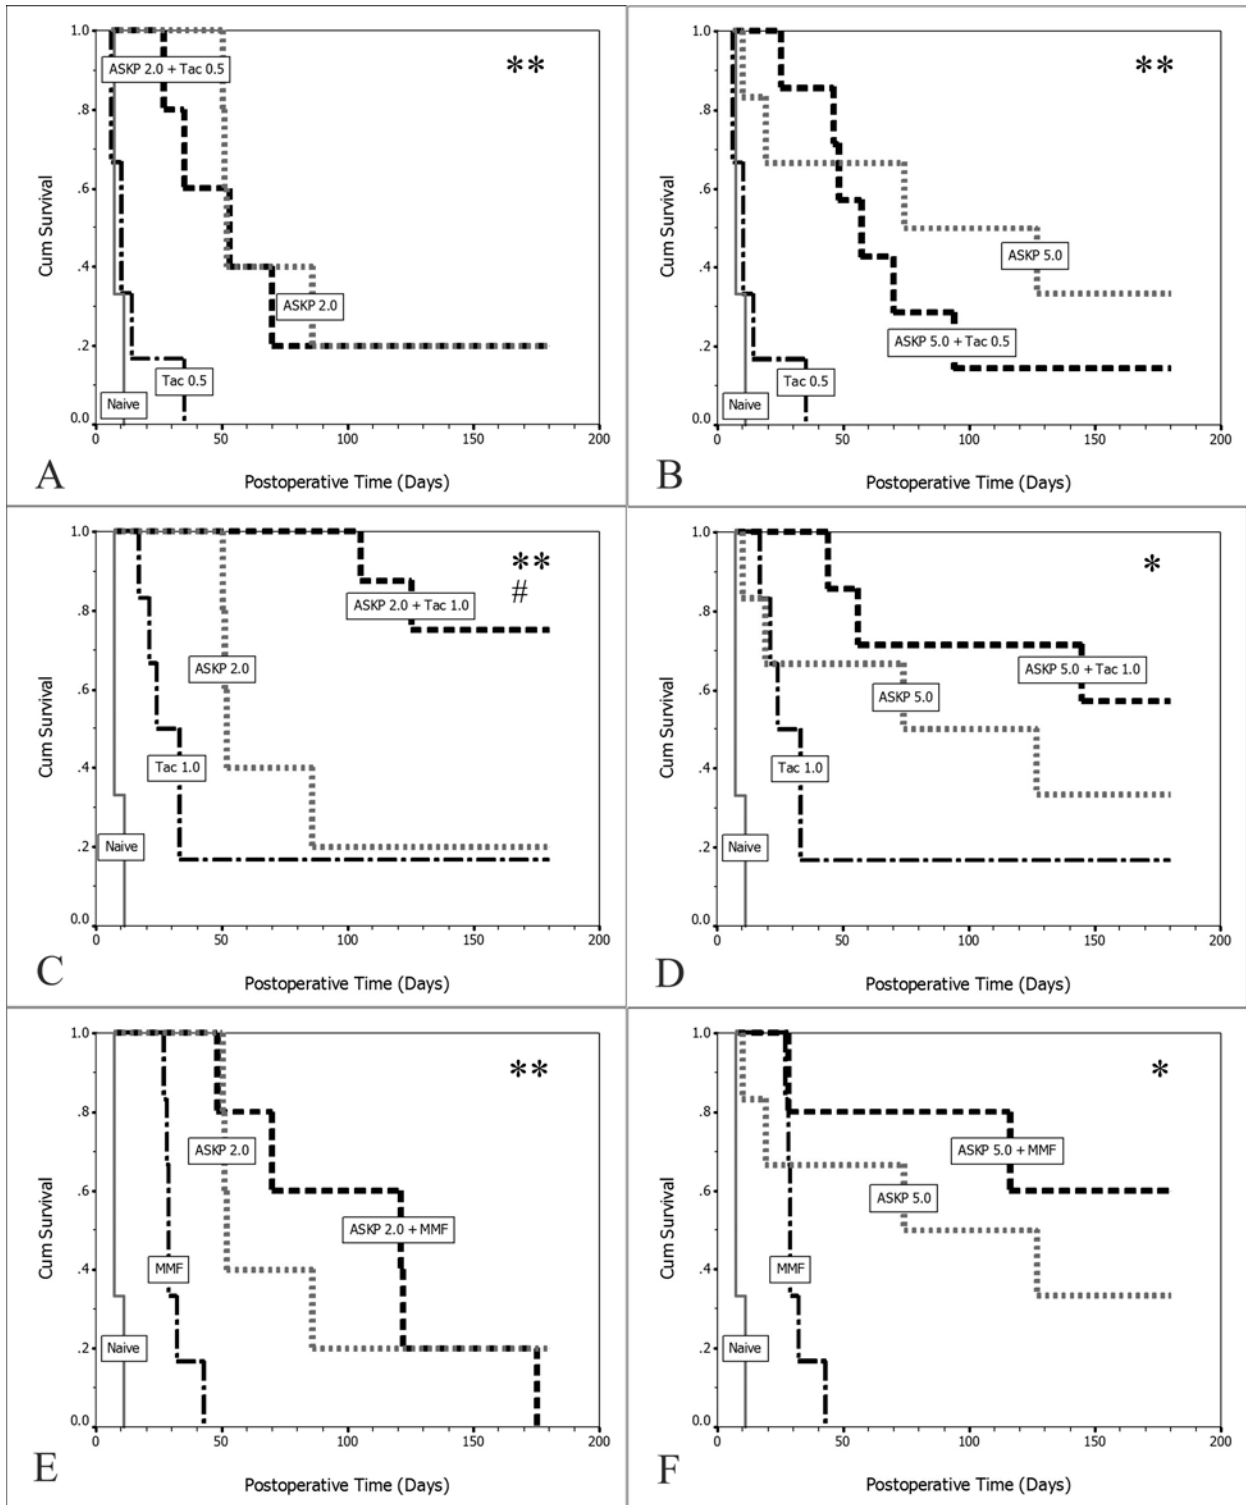 1.0
ASKP 2.0 + Tac 0.5
**
.8
Cum Survival
.6
.4
ASKP 2.0
.2
Tac 0.5
Naive
0.0
0 50 100 150 200
Postoperative Time (Days)
A
1.0
**
.8
Cum Survival
.6
.4
ASKP 5.0
ASKP 5.0 + Tac 0.5
.2
Tac 0.5
Naive
0.0
0 50 100 150 200
Postoperative Time (Days)
B
1.0
**
#
ASKP 2.0 + Tac 1.0
.8
Cum Survival
ASKP 2.0
.6
.4
Tac 1.0
.2
Naive
0.0
0 50 100 150 200
Postoperative Time (Days)
C
1.0
*
.8
Cum Survival
ASKP 5.0 + Tac 1.0
.6
ASKP 5.0
.4
Tac 1.0
.2
Naive
0.0
0 50 100 150 200
Postoperative Time (Days)
D
1.0
**
.8
Cum Survival
ASKP 2.0
.6
ASKP 2.0 + MMF
.4
MMF
.2
Naive
0.0
0 50 100 150 200
Postoperative Time (Days)
E
1.0
*
.8
Cum Survival
ASKP 5.0 + MMF
.6
ASKP 5.0
.4
MMF
.2
Naive
0.0
0 50 100 150 200
Postoperative Time (Days)
F